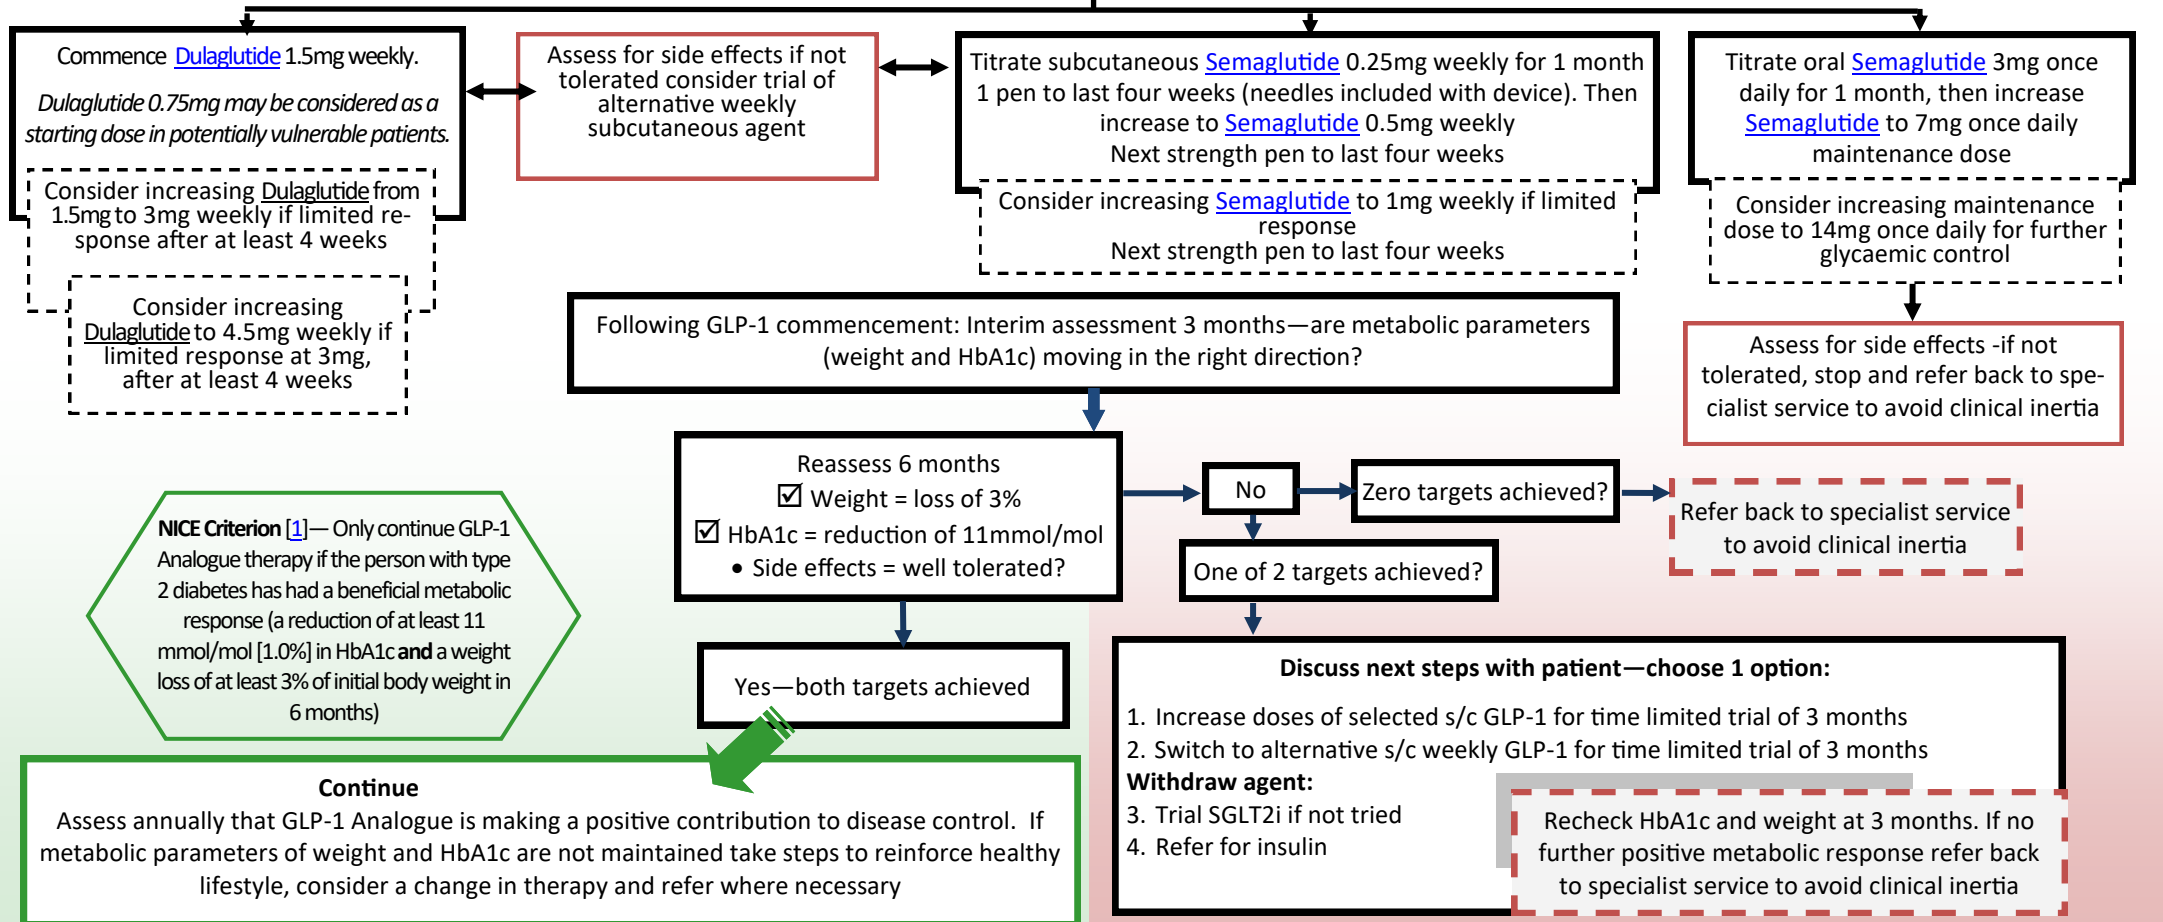 Commence Dulaglutide 1.5mg weekly.
Dulaglutide 0.75mg may be considered as a
starting dose in potentially vulnerable patients.
Consider increasing Dulaglutide from
1.5mg to 3mg weekly if limited re-
sponse after at least 4 weeks
Consider increasing
Dulaglutide to 4.5mg weekly if
limited response at 3mg,
after at least 4 weeks
Assess for side effects if not
tolerated consider trial of
alternative weekly
subcutaneous agent
Titrate subcutaneous Semaglutide 0.25mg weekly for 1 month
1 pen to last four weeks (needles included with device). Then
increase to Semaglutide 0.5mg weekly
Next strength pen to last four weeks
Consider increasing Semaglutide to 1mg weekly if limited
response
Next strength pen to last four weeks
Titrate oral Semaglutide 3mg once
daily for 1 month, then increase
Semaglutide to 7mg once daily
maintenance dose
Consider increasing maintenance
dose to 14mg once daily for further
glycaemic control
Assess for side effects -if not
tolerated, stop and refer back to spe-
cialist service to avoid clinical inertia
Following GLP-1 commencement: Interim assessment 3 months—are metabolic parameters
(weight and HbA1c) moving in the right direction?
Reassess 6 months
☑ Weight = loss of 3%
☑ HbA1c = reduction of 11mmol/mol
• Side effects = well tolerated?
No
Zero targets achieved?
Refer back to specialist service
to avoid clinical inertia
One of 2 targets achieved?
NICE Criterion [1]— Only continue GLP-1
Analogue therapy if the person with type
2 diabetes has had a beneficial metabolic
response (a reduction of at least 11
mmol/mol [1.0%] in HbA1c and a weight
loss of at least 3% of initial body weight in
6 months)
Yes—both targets achieved
Continue
Assess annually that GLP-1 Analogue is making a positive contribution to disease control. If
metabolic parameters of weight and HbA1c are not maintained take steps to reinforce healthy
lifestyle, consider a change in therapy and refer where necessary
Discuss next steps with patient—choose 1 option:
1. Increase doses of selected s/c GLP-1 for time limited trial of 3 months
2. Switch to alternative s/c weekly GLP-1 for time limited trial of 3 months
Withdraw agent:
3. Trial SGLT2i if not tried
4. Refer for insulin
Recheck HbA1c and weight at 3 months. If no
further positive metabolic response refer back
to specialist service to avoid clinical inertia